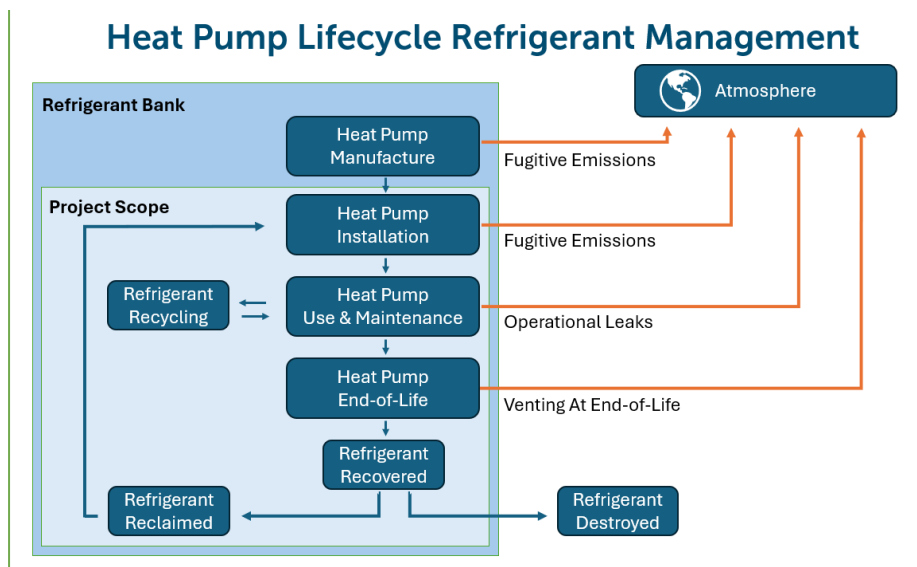 Heat Pump Lifecycle Refrigerant Management
Atmosphere
Refrigerant Bank
Heat Pump
Manufacture
Fugitive Emissions
Project Scope
Heat Pump
Installation
Fugitive Emissions
Refrigerant
Recycling
Heat Pump
Use & Maintenance
Operational Leaks
Heat Pump
End-of-Life
Venting At End-of-Life
Refrigerant
Recovered
Refrigerant
Reclaimed
Refrigerant
Destroyed